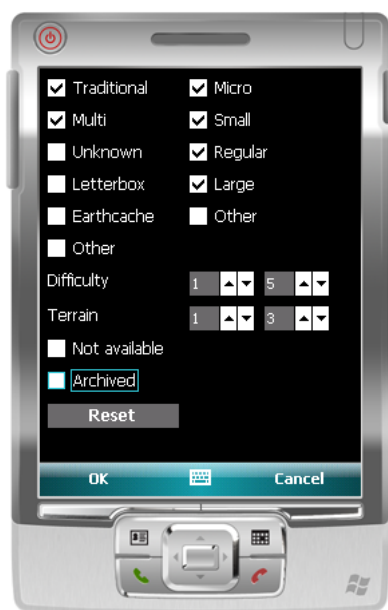 Traditional Micro
Multi Small
Unknown Regular
Letterbox Large
Earthcache Other
Other
Difficulty 1 5
Terrain 1 3
Not available
Archived
Reset
OK Cancel